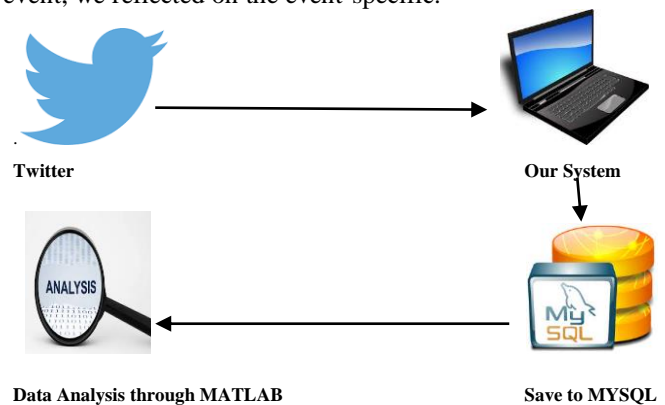 event, we reflected on the event-specific.
.
Twitter
Our System
ANALYSIS
My
SQL
Data Analysis through MATLAB
Save to MYSQL